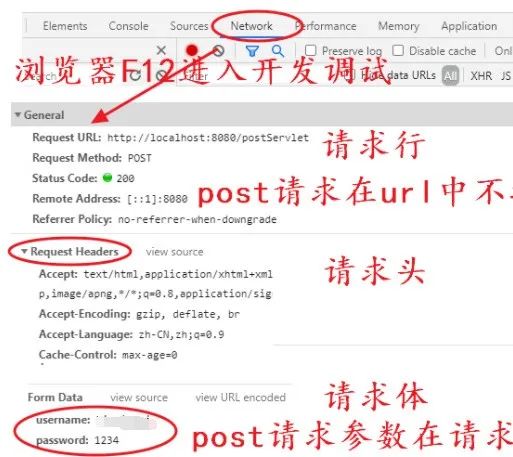 Elements Console Sources Network Performance Memory Application
Preserve log Disable cache
浏览器F12进入开发调试
data URLs All XHR JS
General
Request URL: http://localhost:8080/postServlet 请求行
Request Method: POST
Status Code: 200
Remote Address: [::1]:8080 post请求在url中不
Referrer Policy: no-referrer-when-downgrade
Request Headers view source
请求头
Accept: text/html,application/xhtml+xml
p,image/apng,*/*;q=0.8,application/sig
Accept-Encoding: gzip, deflate, br
Accept-Language: zh-CN,zh;q=0.9
Cache-Control: max-age=0
Form Data view source view URL encoded 请求体
username:
password: 1234 post请求参数在请求